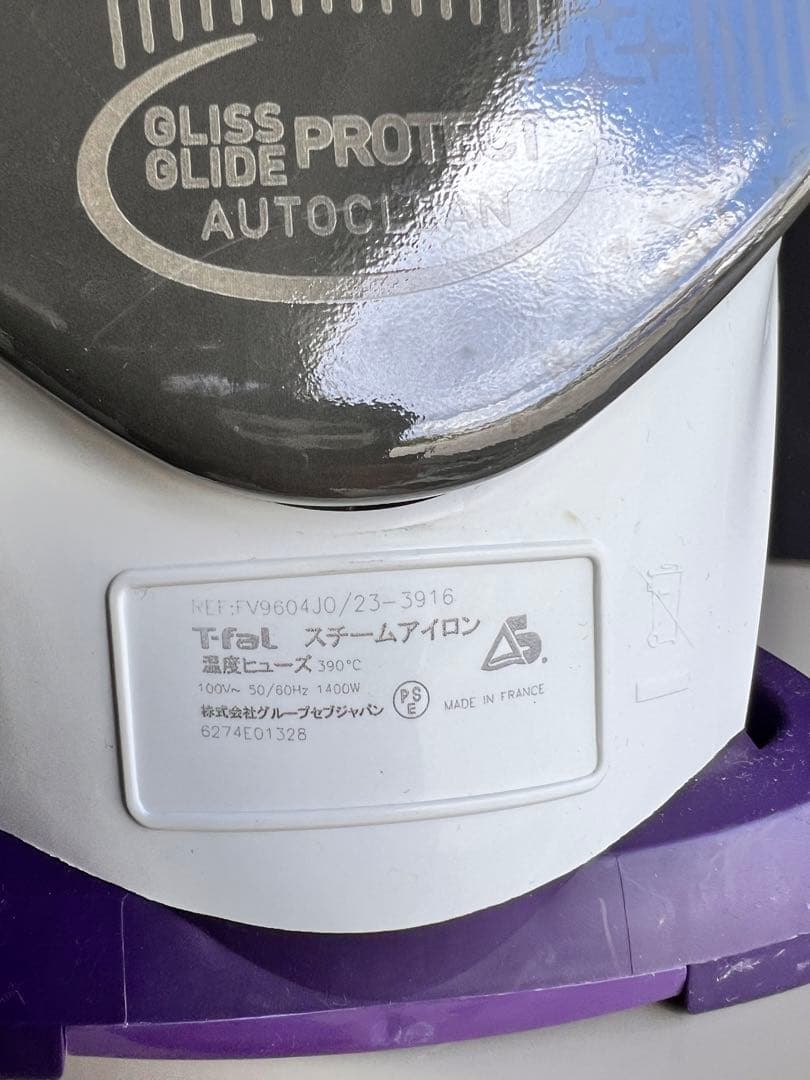 GLISS
GLIDE PROTECT
AUTOCLEAN
REF:FV9604J0/23-3916
T-faL スチームアイロン
温度ヒューズ 390°C
100V~ 50/60Hz 1400W
株式会社グループセブジャパン PSE MADE IN FRANCE
6274E01328